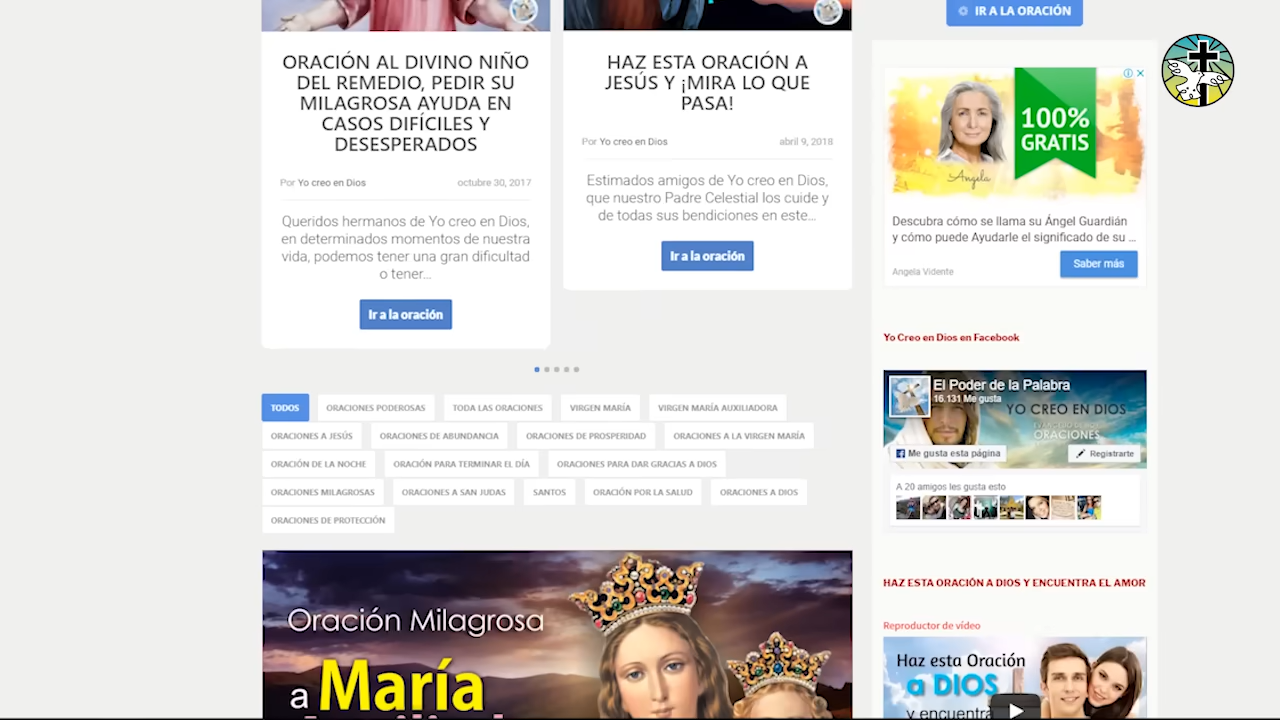 ORACIÓN AL DIVINO NIÑO
DEL REMEDIO, PEDIR SU
MILAGROSA AYUDA EN
CASOS DIFÍCILES Y
DESESPERADOS
Por Yo creo en Dios
octubre 30, 2017
Queridos hermanos de Yo creo en Dios,
en determinados momentos de nuestra
vida, podemos tener una gran dificultad
o tener...
Ir a la oración
HAZ ESTA ORACIÓN A
JESÚS Y ¡MIRA LO QUE
PASA!
Por Yo creo en Dios
abril 9, 2018
Estimados amigos de Yo creo en Dios,
que nuestro Padre Celestial los cuide y
de todas sus bendiciones en este...
Ir a la oración
TODOS
ORACIONES PODEROSAS
TODA LAS ORACIONES
VIRGEN MARÍA
VIRGEN MARÍA AUXILIADORA
ORACIONES A JESÚS
ORACIONES DE ABUNDANCIA
ORACIONES DE PROSPERIDAD
ORACIONES A LA VIRGEN MARÍA
ORACIÓN DE LA NOCHE
ORACIÓN PARA TERMINAR EL DÍA
ORACIONES PARA DAR GRACIAS A DIOS
ORACIONES MILAGROSAS
ORACIONES A SAN JUDAS
SANTOS
ORACIÓN POR LA SALUD
ORACIONES A DIOS
ORACIONES DE PROTECCIÓN
Oración Milagrosa
a María
IR A LA ORACIÓN
100%
GRATIS
Angela
Descubra cómo se llama su Ángel Guardián
y cómo puede Ayudarle el significado de su ...
Angela Vidente
Saber más
Yo Creo en Dios en Facebook
El Poder de la Palabra
16.131 Me gusta
YO CREO EN DIOS
ORACIONES
Me gusta esta página
Registrarte
A 20 amigos les gusta esto
HAZ ESTA ORACIÓN A DIOS Y ENCUENTRA EL AMOR
Reproductor de vídeo
Haz esta Oración
a DIOS
y encuentra